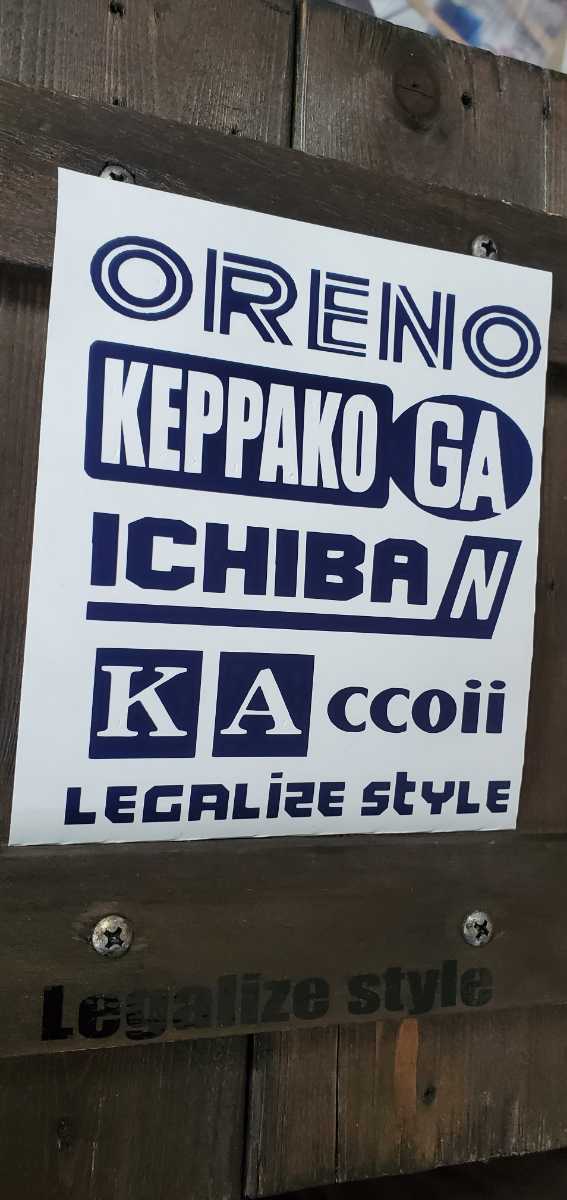 ORENO
KEPPAKO GA
ICHIBAN
KAccoii
LEGALiZE StYLE
Legalize style